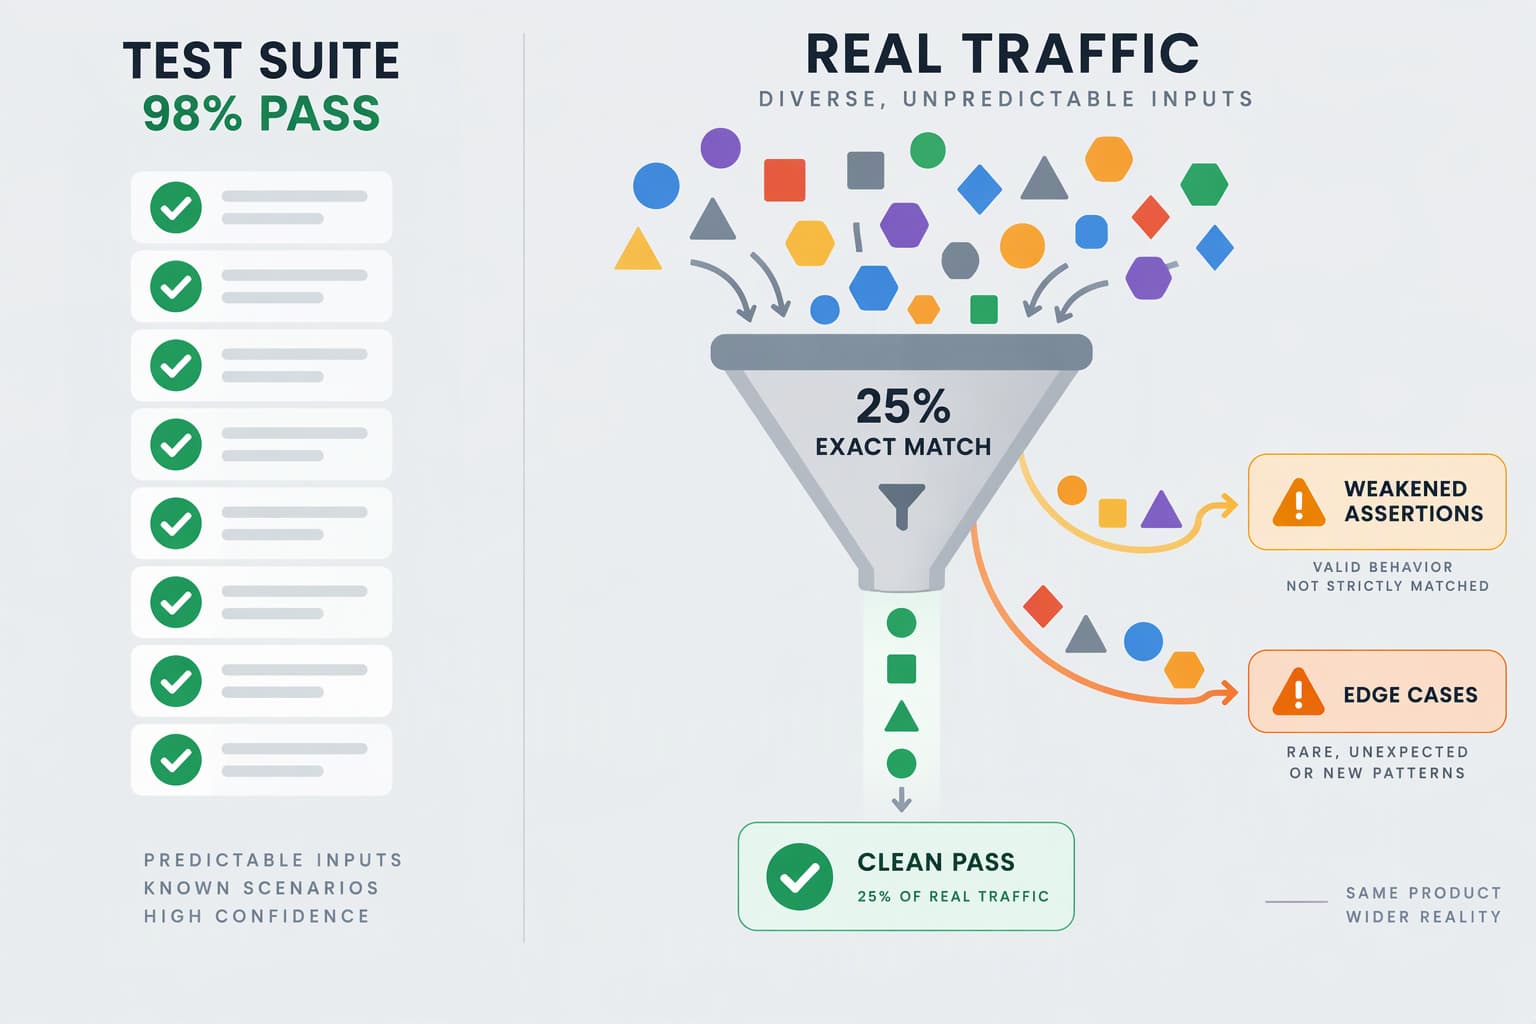 TEST SUITE
98% PASS
PREDICTABLE INPUTS
KNOWN SCENARIOS
HIGH CONFIDENCE
REAL TRAFFIC
DIVERSE, UNPREDICTABLE INPUTS
25%
EXACT MATCH
WEAKENED
ASSERTIONS
VALID BEHAVIOR
NOT STRICTLY MATCHED
EDGE CASES
RARE, UNEXPECTED
OR NEW PATTERNS
CLEAN PASS
25% OF REAL TRAFFIC
SAME PRODUCT
WIDER REALITY